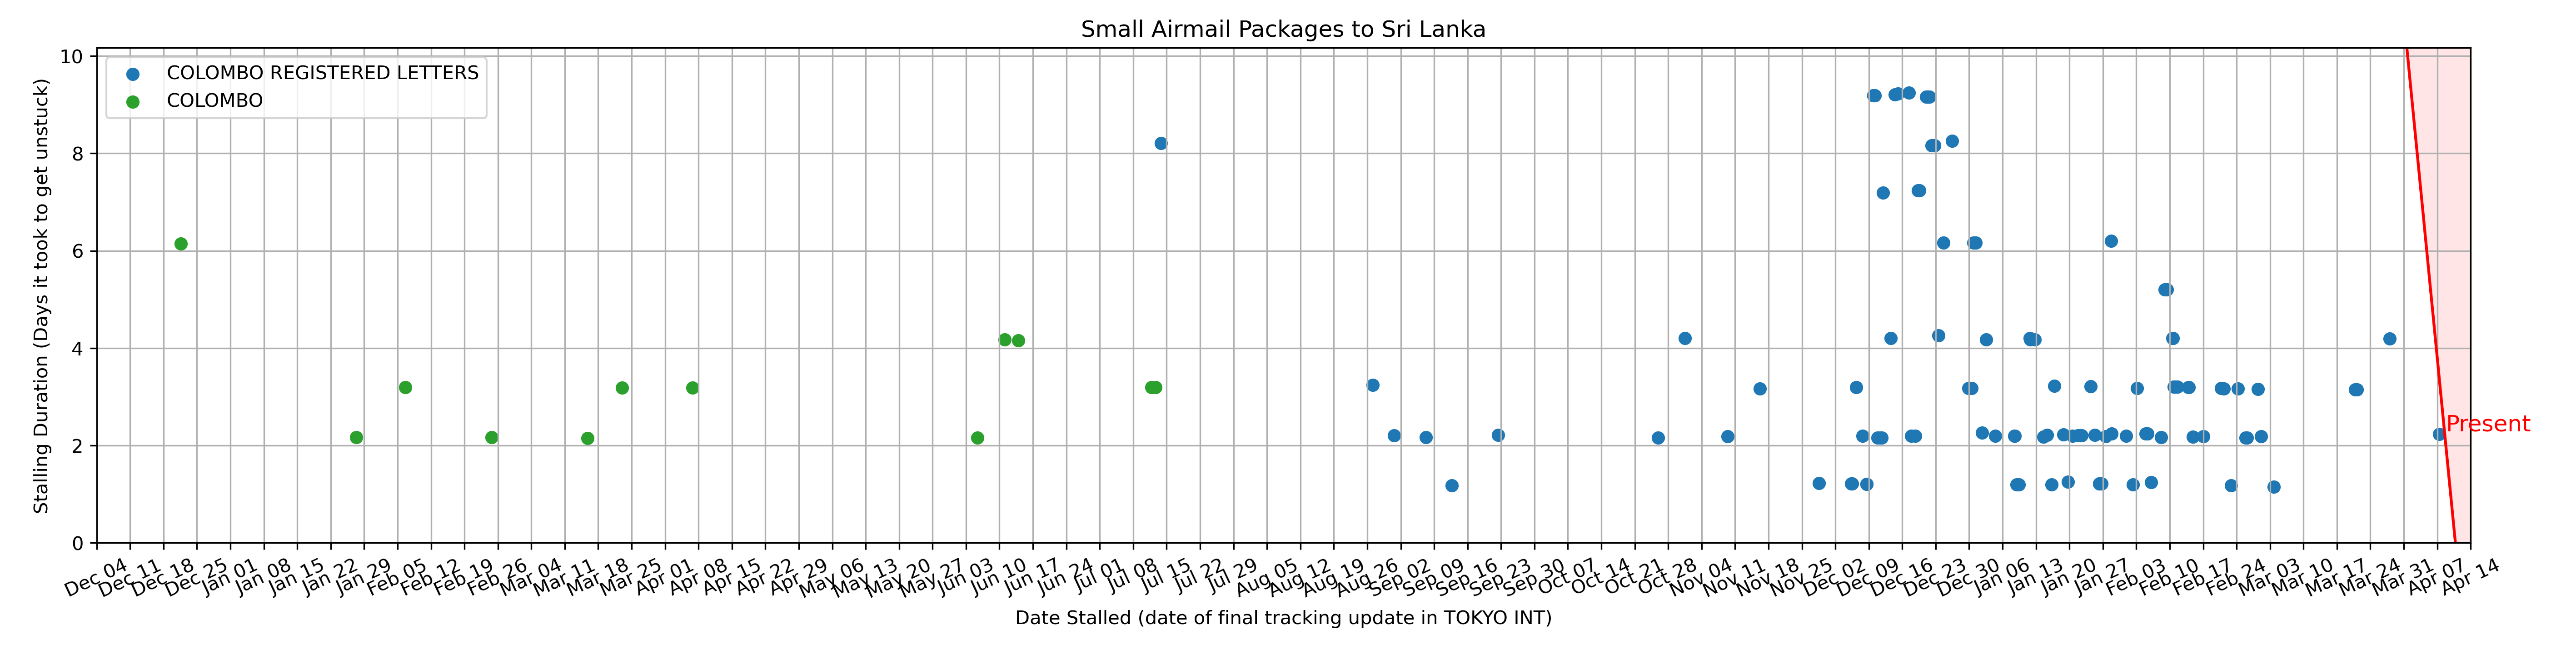 Small Airmail Packages to Sri Lanka
COLOMBO REGISTERED LETTERS
COLOMBO
Stalling Duration (Days it took to get unstuck)
10
8
6
4
2
0
Present
Dec 04 Dec 11 Dec 18 Dec 25 Jan 01 Jan 08 Jan 15 Jan 22 Jan 29 Feb 05 Feb 12 Feb 19 Feb 26 Mar 04 Mar 11 Mar 18 Mar 25 Apr 01 Apr 08 Apr 15 Apr 22 Apr 29 May 06 May 13 May 20 May 27 Jun 03 Jun 10 Jun 17 Jun 24 Jul 01 Jul 08 Jul 15 Jul 22 Jul 29 Aug 05 Aug 12 Aug 19 Aug 26 Sep 02 Sep 09 Sep 16 Sep 23 Sep 30 Oct 07 Oct 14 Oct 21 Oct 28 Nov 04 Nov 11 Nov 18 Nov 25 Dec 02 Dec 09 Dec 16 Dec 23 Dec 30 Jan 06 Jan 13 Jan 20 Jan 27 Feb 03 Feb 10 Feb 17 Feb 24 Mar 03 Mar 10 Mar 17 Mar 24 Mar 31 Apr 07 Apr 14
Date Stalled (date of final tracking update in TOKYO INT)